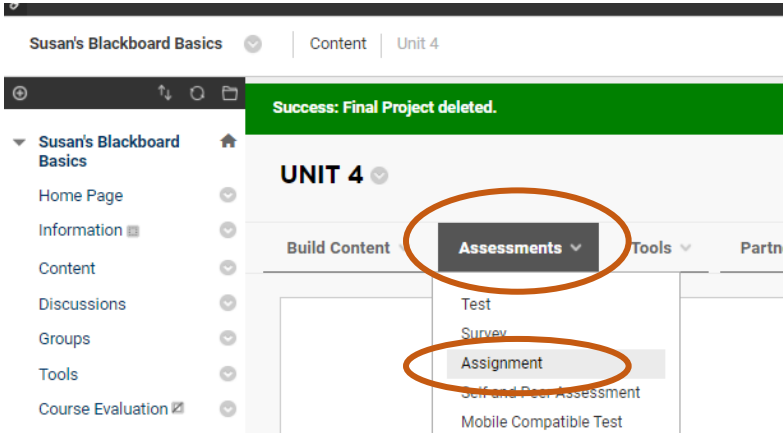 Susan's Blackboard Basics Content Unit 4
Success: Final Project deleted.
Susan's Blackboard
Basics
Home Page
Information
Content
Discussions
Groups
Tools
Course Evaluation
UNIT 4
Build Content Assessments Tools Partn
Test
Survey
Assignment
Self and Peer Assessment
Mobile Compatible Test